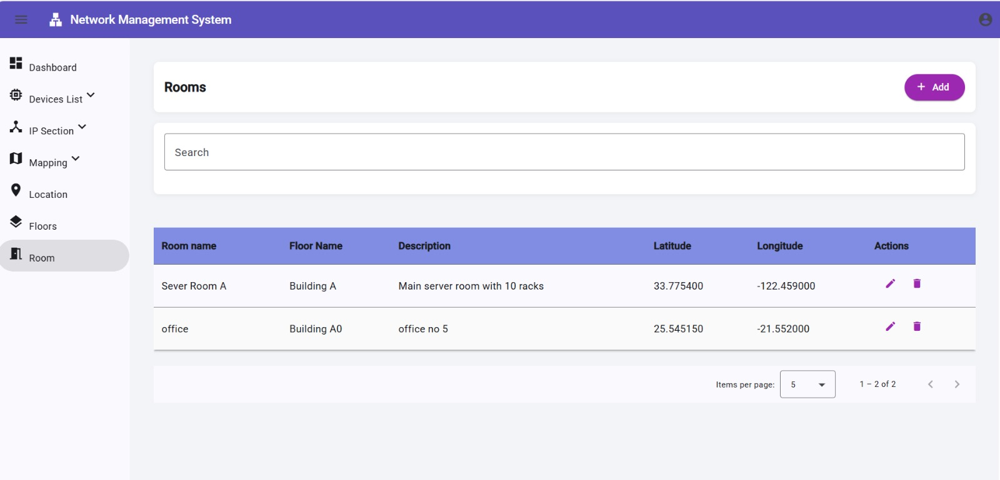 Network Management System
Dashboard
Devices List
IP Section
Mapping
Location
Floors
Room
Rooms
+ Add
Search
Room name Floor Name Description Latitude Longitude Actions
Sever Room A Building A Main server room with 10 racks 33.775400 -122.459000
office Building A0 office no 5 25.545150 -21.552000
Items per page: 5 1 – 2 of 2